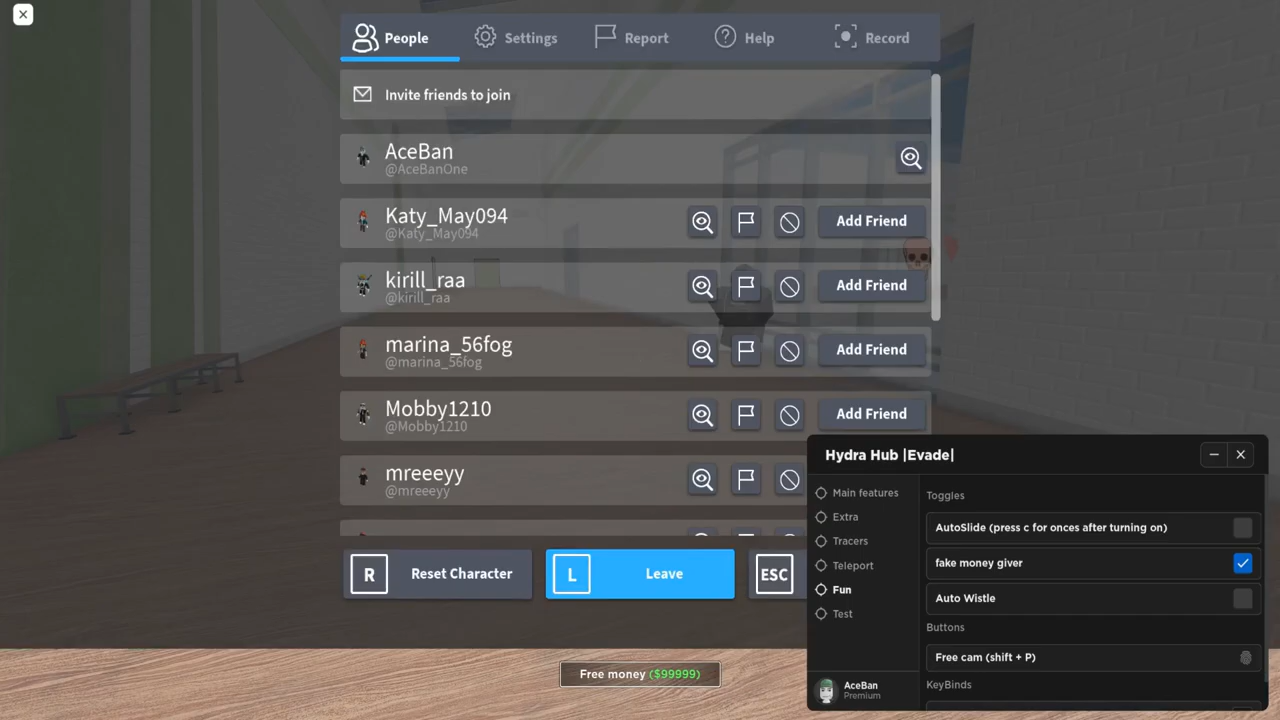 People
Settings
Report
Help
Record
Invite friends to join
AceBan
@AceBanOne
Katy_May094
@Katy_May094
Add Friend
kirill_raa
@kirill_raa
Add Friend
marina_56fog
@marina_56fog
Add Friend
Mobby1210
@Mobby1210
Add Friend
mreeeyy
@mreeeyy
R
Reset Character
L
Leave
ESC
Free money ($99999)
Hydra Hub |Evade|
Main features
Extra
Tracers
Teleport
Fun
Test
AceBan
Premium
Toggles
AutoSlide (press c for onces after turning on)
fake money giver
Auto Wistle
Buttons
Free cam (shift + P)
KeyBinds